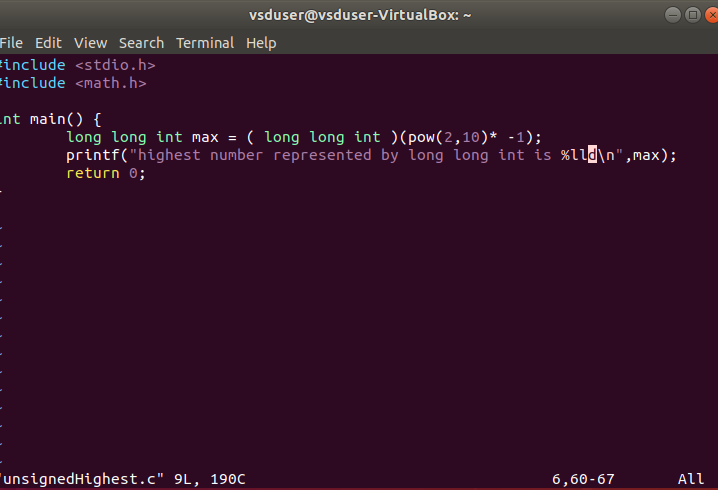 vsduser@vsduser-VirtualBox: ~
File Edit View Search Terminal Help
#include <stdio.h>
#include <math.h>
int main() {
long long int max = ( long long int )(pow(2,10)* -1);
printf("highest number represented by long long int is %lld\n",max);
return 0;
}
~
~
~
~
~
~
~
~
~
~
~
~
~
~
"unsignedHighest.c" 9L, 190C 6,60-67 All